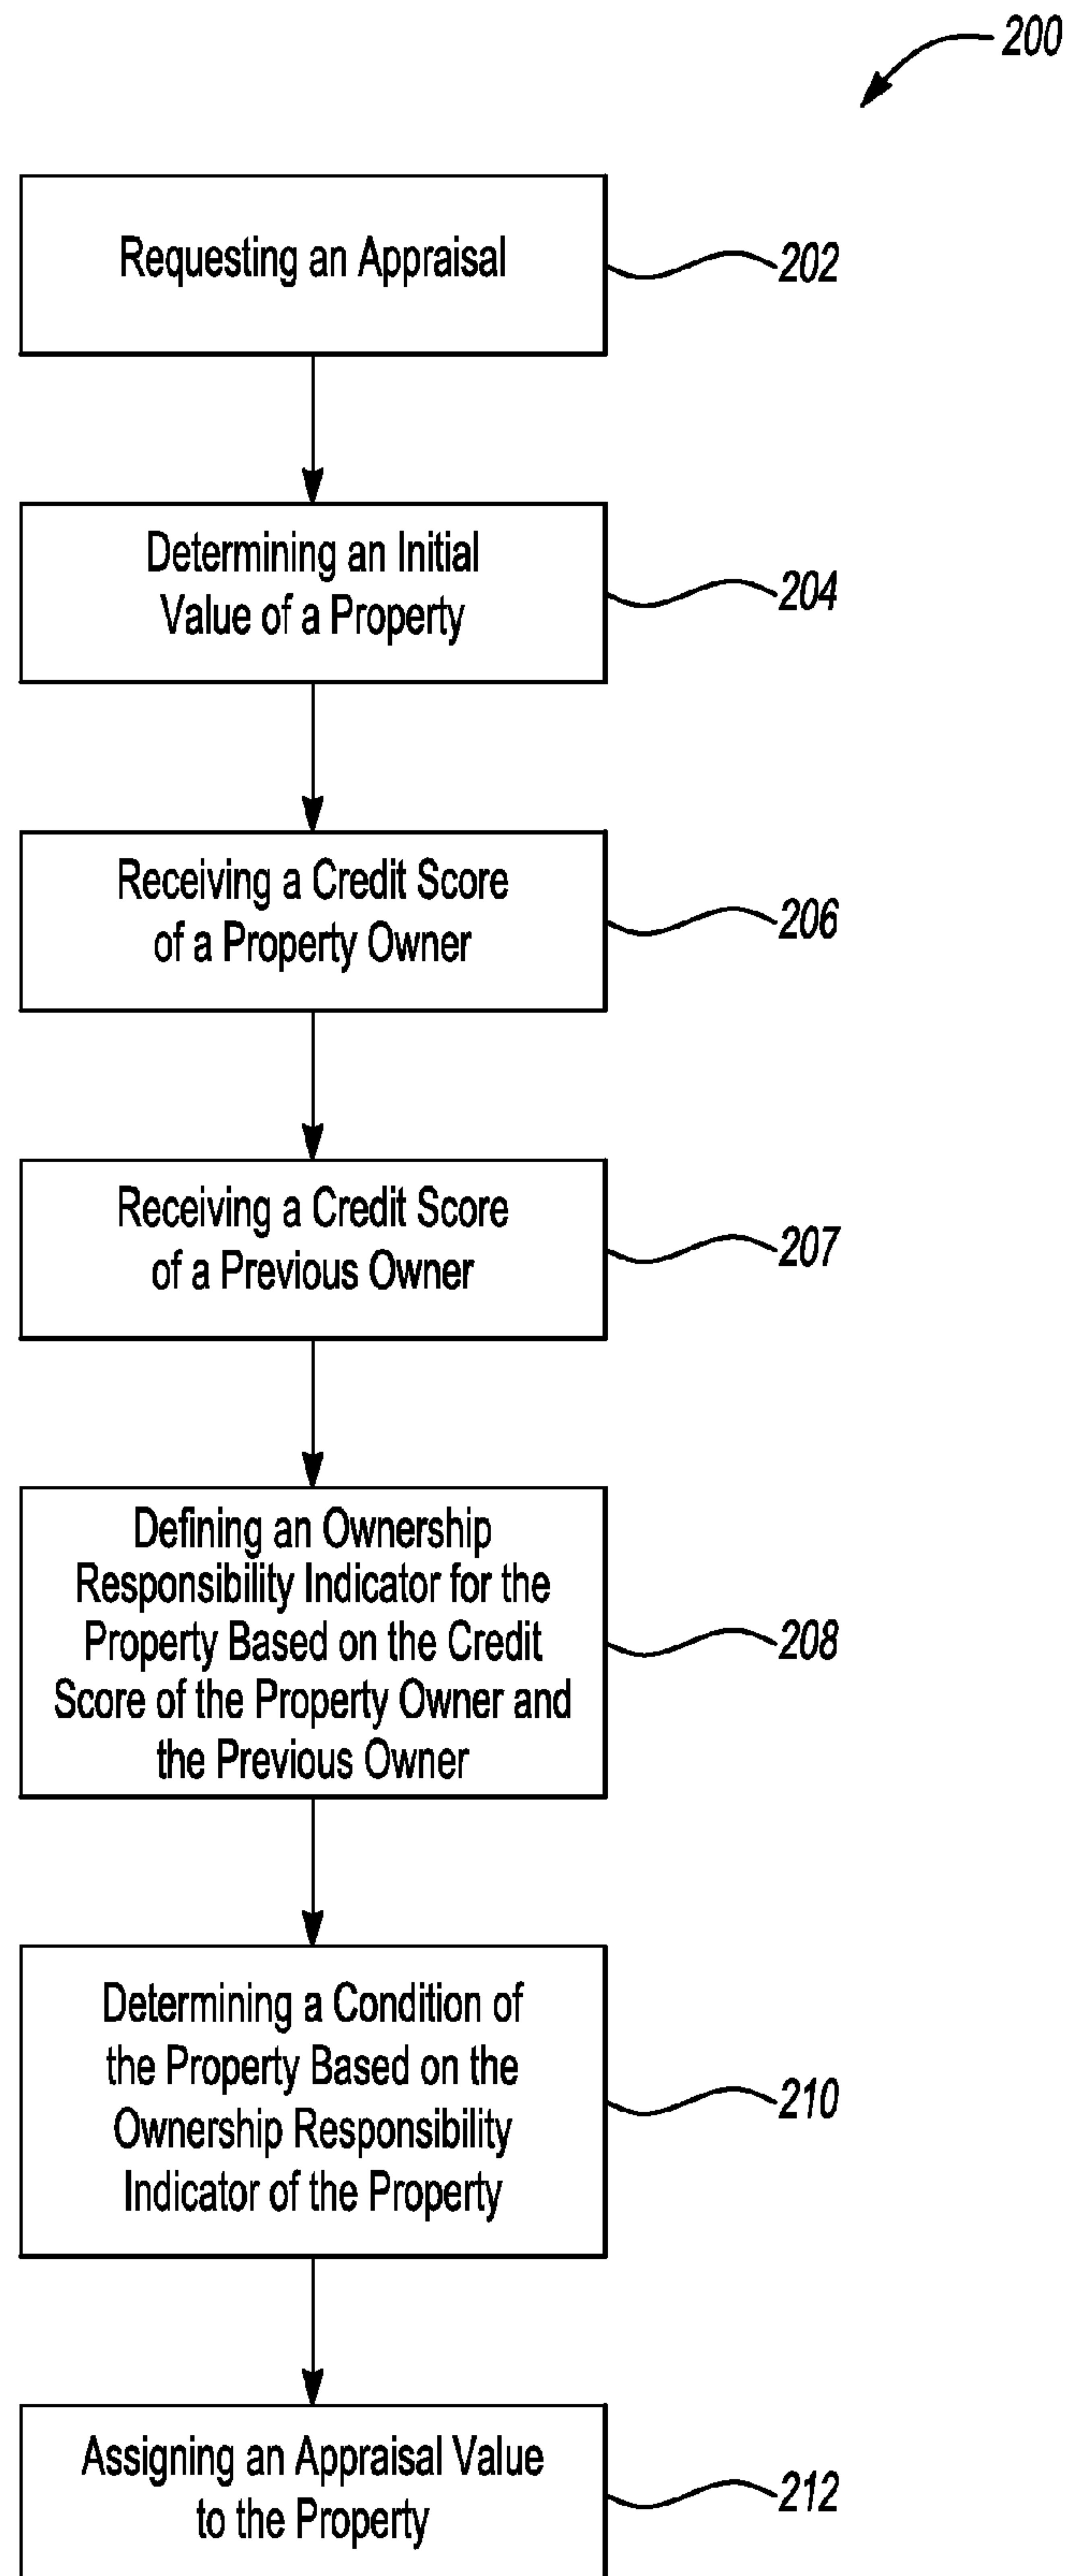 200
Requesting an Appraisal
202
Determining an Initial
Value of a Property
204
Receiving a Credit Score
of a Property Owner
206
Receiving a Credit Score
of a Previous Owner
207
Defining an Ownership
Responsibility Indicator for the
Property Based on the Credit
Score of the Property Owner and
the Previous Owner
208
Determining a Condition of
the Property Based on the
Ownership Responsibility
Indicator of the Property
210
Assigning an Appraisal Value
to the Property
212